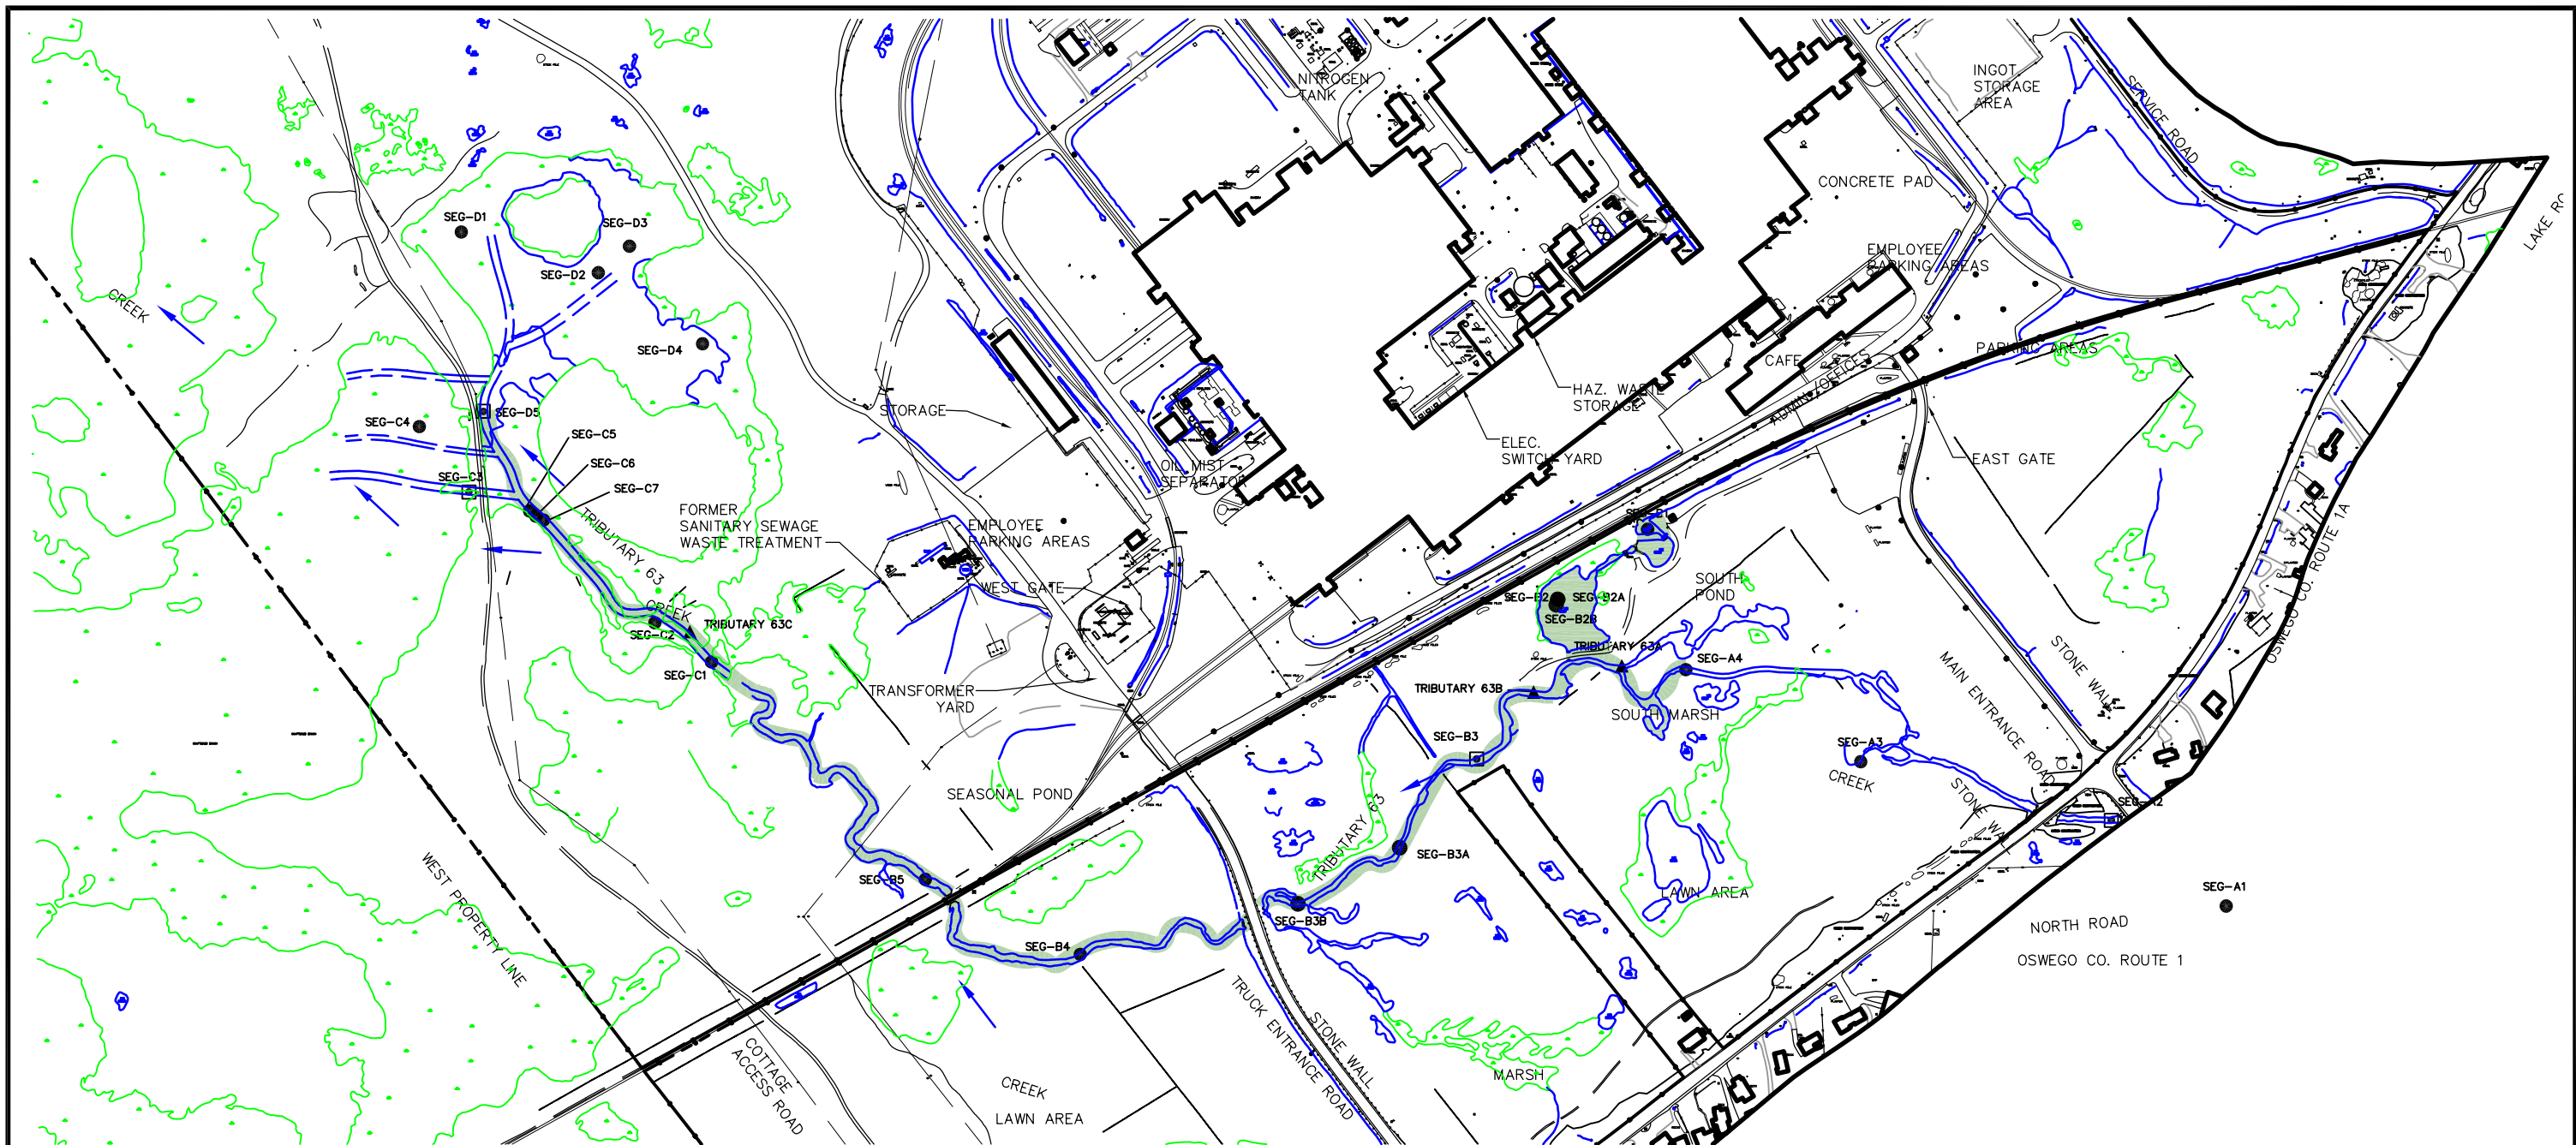 NITROGEN
TANK
INGOT
STORAGE
AREA
SERVICE ROAD
CONCRETE PAD
LAKE
EMPLOYEE
PARKING AREAS
SEG-D1
SEG-D3
SEG-D2
CREEK
SEG-D4
PARKING AREAS
CAFE
ADMIN. OFFICES
HAZ. WASTE
STORAGE
STORAGE
SEG-D5
SEG-C4
SEG-C5
ELEC.
SWITCH YARD
EAST GATE
SEG-C6
OIL MIST
SEPARATOR
SEG-C3
SEG-C7
FORMER
SANITARY SEWAGE
WASTE TREATMENT
EMPLOYEE
PARKING AREAS
TRIBUTARY 63
WEST GATE
SOUTH
POND
SEG-B2
SEG-B2A
SEG-B2B
CREEK
TRIBUTARY 63C
SEG-C2
OSWEGO CO. ROUTE 1A
TRIBUTARY 63A
SEG-A4
SEG-C1
TRANSFORMER
YARD
TRIBUTARY 63B
SOUTH MARSH
STONE WALL
MAIN ENTRANCE ROAD
SEG-B3
SEG-A3
CREEK
SEASONAL POND
STONE
SEG-A2
TRIBUTARY 63
SEG-B3A
SEG-B5
LAWN AREA
SEG-A1
WEST PROPERTY LINE
SEG-B3B
NORTH ROAD
SEG-B4
OSWEGO CO. ROUTE 1
TRUCK ENTRANCE ROAD
STONE WALL
COTTAGE
ACCESS ROAD
CREEK
MARSH
LAWN AREA